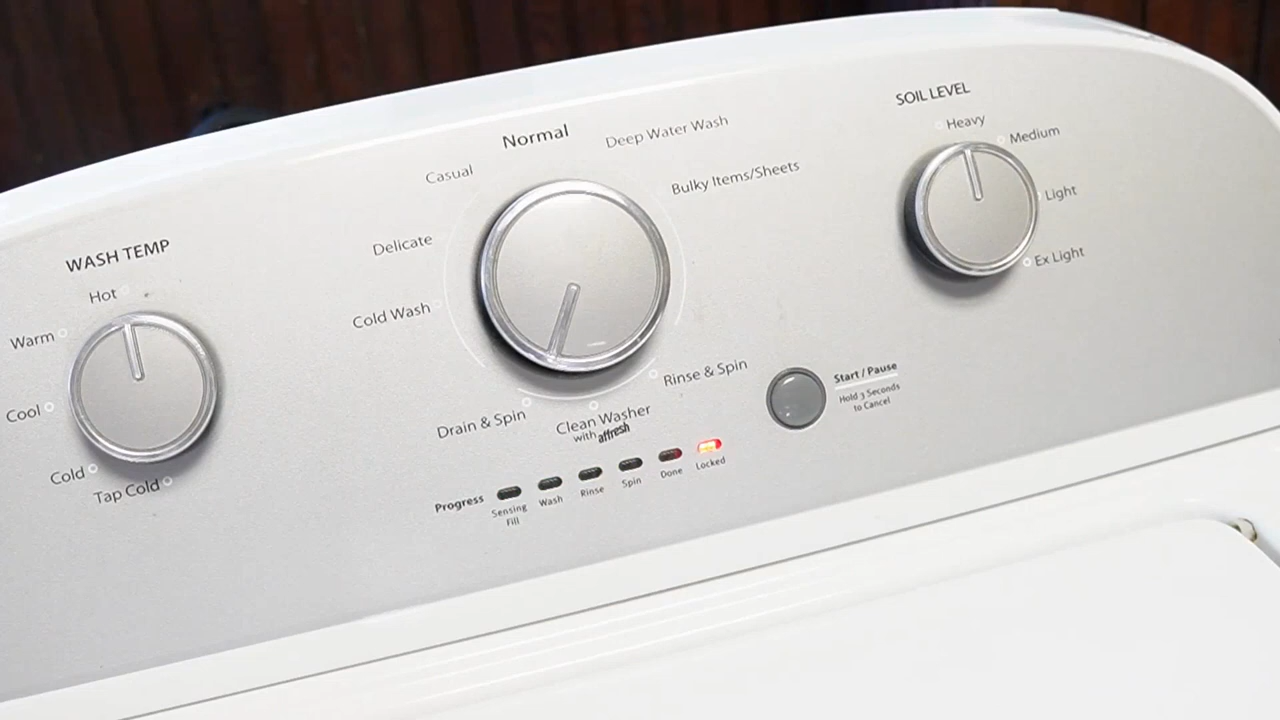 WASH TEMP
Hot
Warm
Cool
Cold
Tap Cold
Normal
Casual
Delicate
Cold Wash
Drain & Spin
Deep Water Wash
Bulky Items/Sheets
Rinse & Spin
Clean Washer
with affresh
Progress
Sensing
Fill
Wash
Rinse
Spin
Done
Locked
Start / Pause
Hold 3 Seconds
to Cancel
SOIL LEVEL
Heavy
Medium
Light
Ex Light